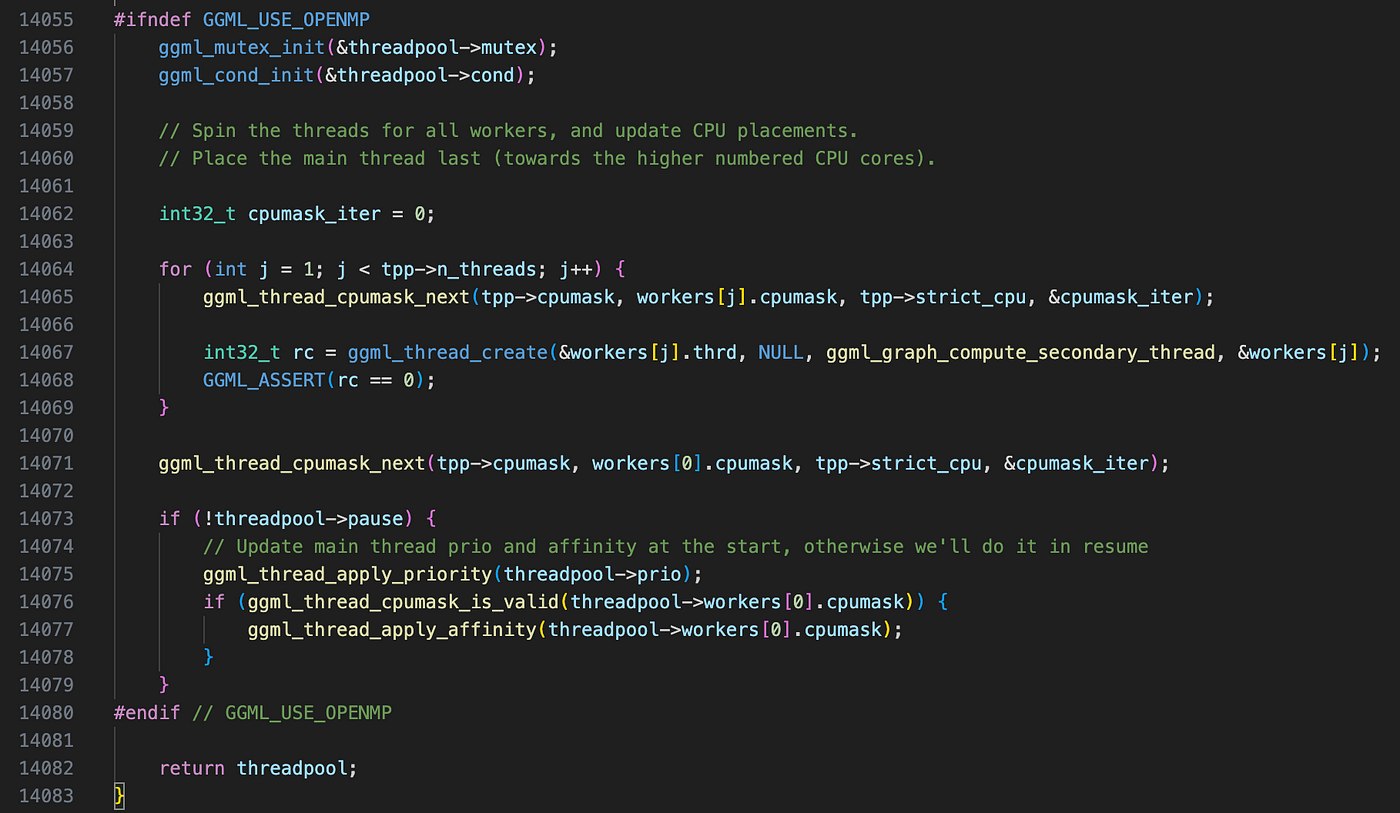 14055 #ifndef GGML_USE_OPENMP
14056     ggml_mutex_init(&threadpool->mutex);
14057     ggml_cond_init(&threadpool->cond);
14058
14059     // Spin the threads for all workers, and update CPU placements.
14060     // Place the main thread last (towards the higher numbered CPU cores).
14061
14062     int32_t cpumask_iter = 0;
14063
14064     for (int j = 1; j < tpp->n_threads; j++) {
14065         ggml_thread_cpumask_next(tpp->cpumask, workers[j].cpumask, tpp->strict_cpu, &cpumask_iter);
14066
14067         int32_t rc = ggml_thread_create(&workers[j].thrd, NULL, ggml_graph_compute_secondary_thread, &workers[j]);
14068         GGML_ASSERT(rc == 0);
14069     }
14070
14071     ggml_thread_cpumask_next(tpp->cpumask, workers[0].cpumask, tpp->strict_cpu, &cpumask_iter);
14072
14073     if (!threadpool->pause) {
14074         // Update main thread prio and affinity at the start, otherwise we'll do it in resume
14075         ggml_thread_apply_priority(threadpool->prio);
14076         if (ggml_thread_cpumask_is_valid(threadpool->workers[0].cpumask)) {
14077             ggml_thread_apply_affinity(threadpool->workers[0].cpumask);
14078         }
14079     }
14080 #endif // GGML_USE_OPENMP
14081
14082     return threadpool;
14083 }